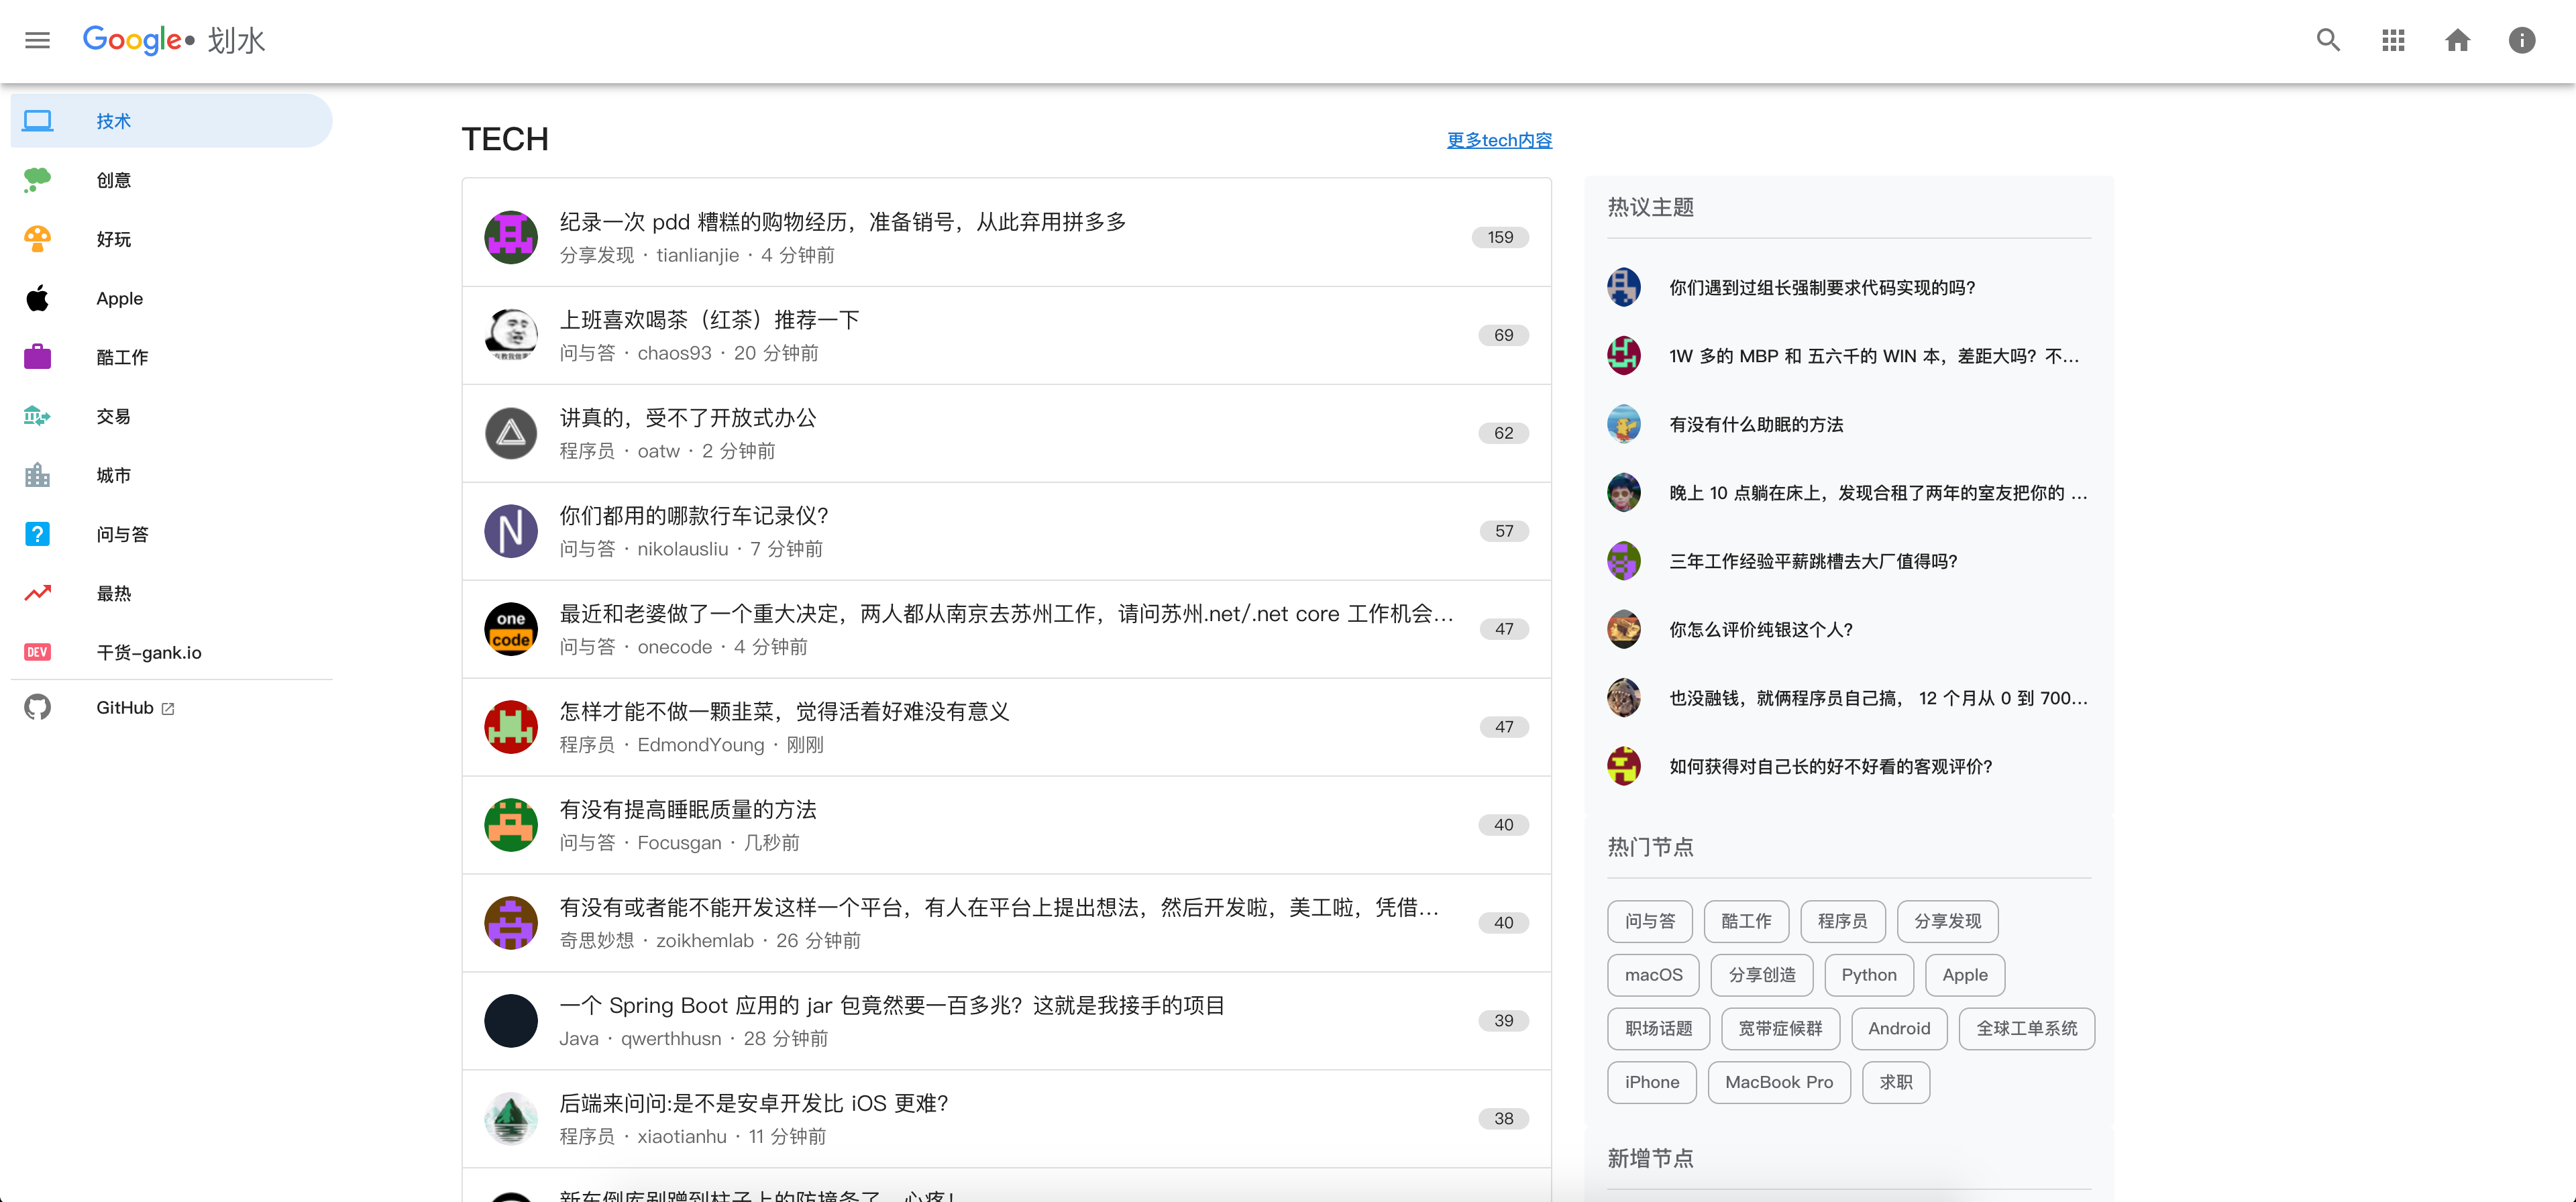 Google• 划水
技术
创意
好玩
Apple
酷工作
交易
城市
问与答
最热
DEV 干货-gank.io
GitHub
TECH
更多tech内容
纪录一次 pdd 糟糕的购物经历，准备销号，从此弃用拼多多
分享发现 · tianlianjie · 4 分钟前
159
上班喜欢喝茶（红茶）推荐一下
问与答 · chaos93 · 20 分钟前
69
讲真的，受不了开放式办公
程序员 · oatw · 2 分钟前
62
N
你们都用的哪款行车记录仪？
问与答 · nikolausliu · 7 分钟前
57
one
code
最近和老婆做了一个重大决定，两人都从南京去苏州工作，请问苏州.net/.net core 工作机会…
问与答 · onecode · 4 分钟前
47
怎样才能不做一颗韭菜，觉得活着好难没有意义
程序员 · EdmondYoung · 刚刚
47
有没有提高睡眠质量的方法
问与答 · Focusgan · 几秒前
40
有没有或者能不能开发这样一个平台，有人在平台上提出想法，然后开发啦，美工啦，凭借…
奇思妙想 · zoikhemlab · 26 分钟前
40
一个 Spring Boot 应用的 jar 包竟然要一百多兆？这就是我接手的项目
Java · qwerthhusn · 28 分钟前
39
后端来问问:是不是安卓开发比 iOS 更难？
程序员 · xiaotianhu · 11 分钟前
38
新车倒库剐蹭到柱子上的防撞条了，心疼！
热议主题
你们遇到过组长强制要求代码实现的吗？
1W 多的 MBP 和 五六千的 WIN 本，差距大吗？不…
有没有什么助眠的方法
晚上 10 点躺在床上，发现合租了两年的室友把你的 …
三年工作经验平薪跳槽去大厂值得吗？
你怎么评价纯银这个人？
也没融钱，就俩程序员自己搞， 12 个月从 0 到 700…
如何获得对自己长的好不好看的客观评价？
热门节点
问与答 酷工作 程序员 分享发现
macOS 分享创造 Python Apple
职场话题 宽带症候群 Android 全球工单系统
iPhone MacBook Pro 求职
新增节点